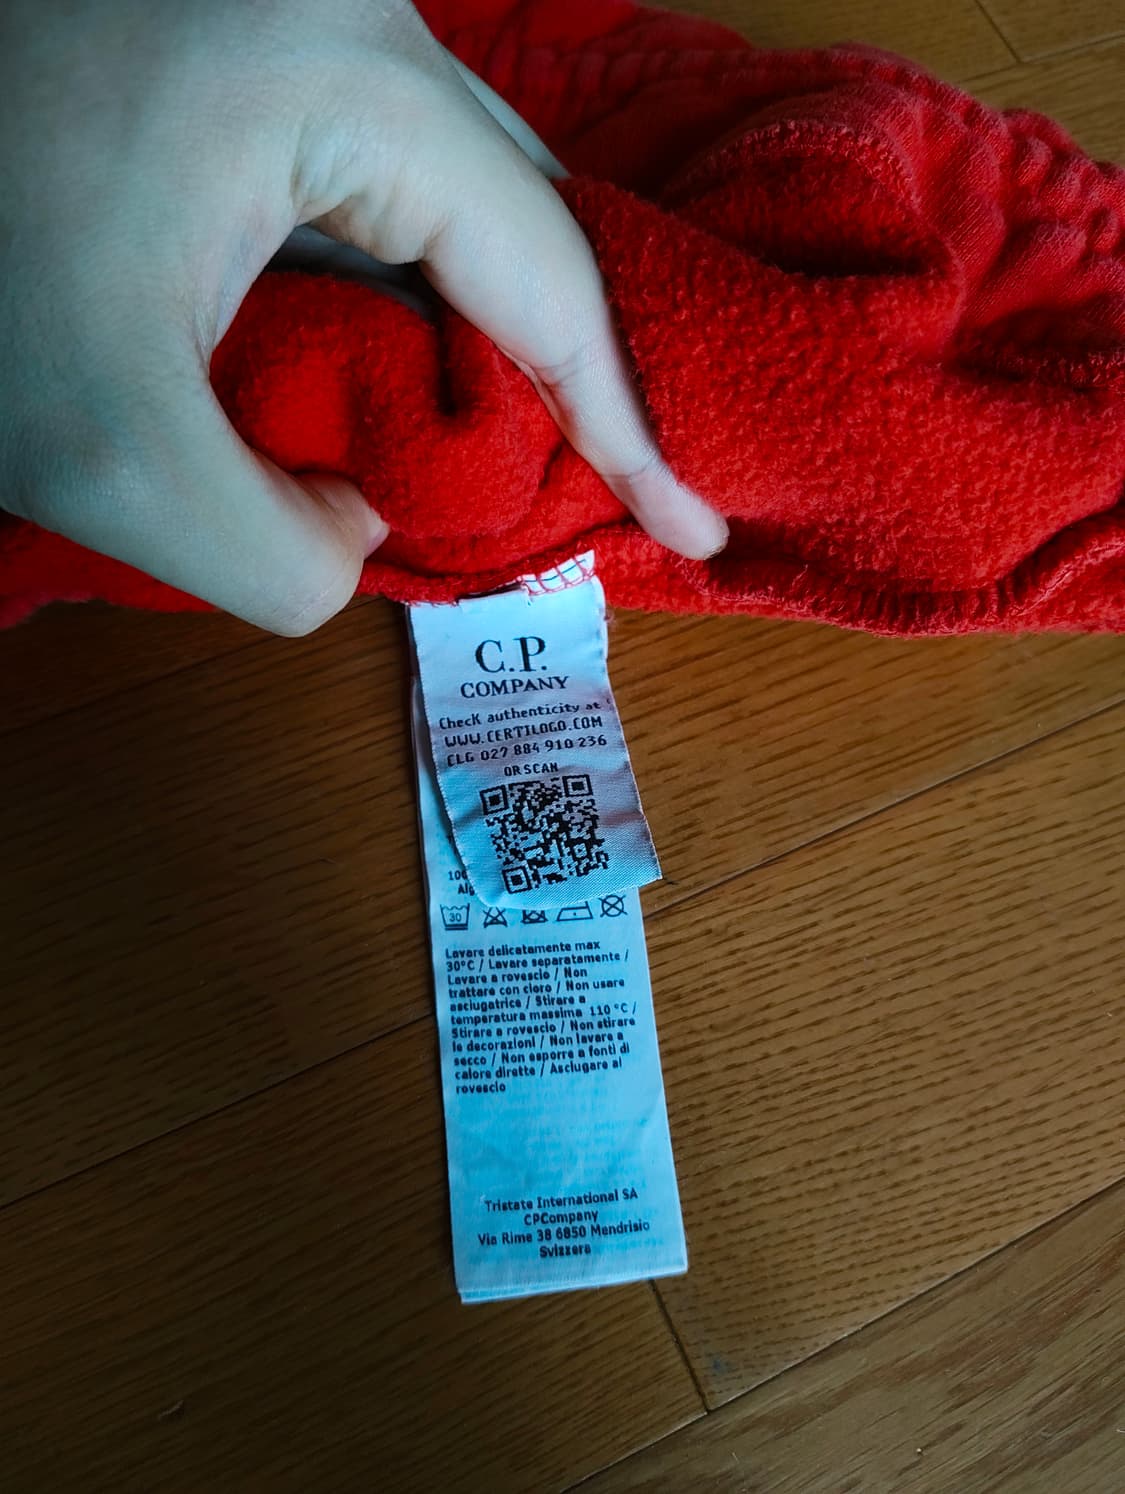 C.P.
COMPANY
Check authenticity at
WWW.CERTILOGO.COM
CLG 027 884 910 236
OR SCAN
100
Alg
30
Lavare delicatamente max
30°C / Lavare separatamente /
Lavare a rovescio / Non
trattare con cloro / Non usare
asciugatrice / Stirare a
temperatura massima 110 °C /
Stirare a rovescio / Non stirare
le decorazioni / Non lavare a
secco / Non esporre a fonti di
calore dirette / Asciugare al
rovescio
Tristate International SA
CPCompany
Via Rime 38 6850 Mendrisio
Svizzera